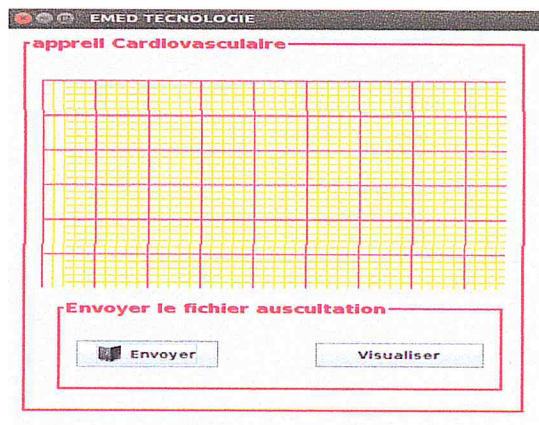 EMED TECNOLOGIE
appreil Cardiovasculaire
Envoyer le fichier auscultation
Envoyer
Visualiser